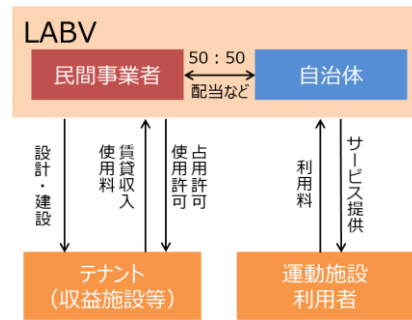 LABV
民間事業者
50：50
配当など
自治体
設計・建設
賃貸収入
使用料
占用許可
使用許可
利用料
サービス提供
テナント
（収益施設等）
運動施設
利用者